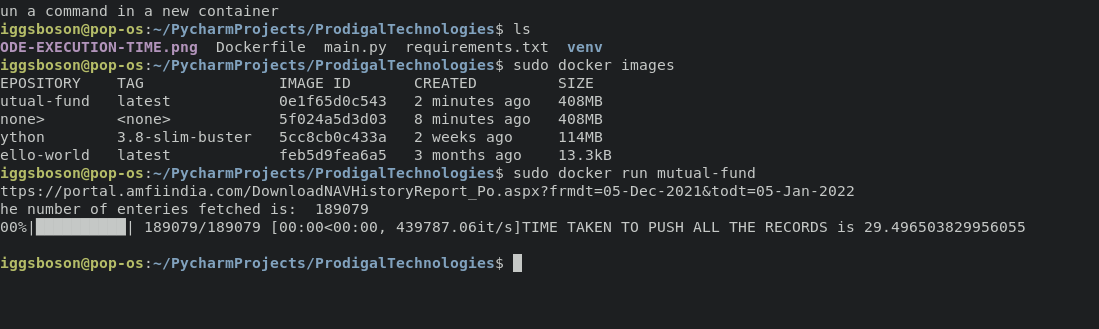 un a command in a new container
iggsboson@pop-os:~/PycharmProjects/ProdigalTechnologies$ ls
ODE-EXECUTION-TIME.png  Dockerfile  main.py  requirements.txt  venv
iggsboson@pop-os:~/PycharmProjects/ProdigalTechnologies$ sudo docker images
EPOSITORY    TAG               IMAGE ID       CREATED         SIZE
utual-fund   latest            0e1f65d0c543   2 minutes ago   408MB
none>        <none>            5f024a5d3d03   8 minutes ago   408MB
ython        3.8-slim-buster   5cc8cb0c433a   2 weeks ago     114MB
ello-world   latest            feb5d9fea6a5   3 months ago    13.3kB
iggsboson@pop-os:~/PycharmProjects/ProdigalTechnologies$ sudo docker run mutual-fund
ttps://portal.amfiindia.com/DownloadNAVHistoryReport_Po.aspx?frmdt=05-Dec-2021&todt=05-Jan-2022
he number of enteries fetched is:  189079
00%|██████████| 189079/189079 [00:00<00:00, 439787.06it/s]TIME TAKEN TO PUSH ALL THE RECORDS is 29.496503829956055
iggsboson@pop-os:~/PycharmProjects/ProdigalTechnologies$